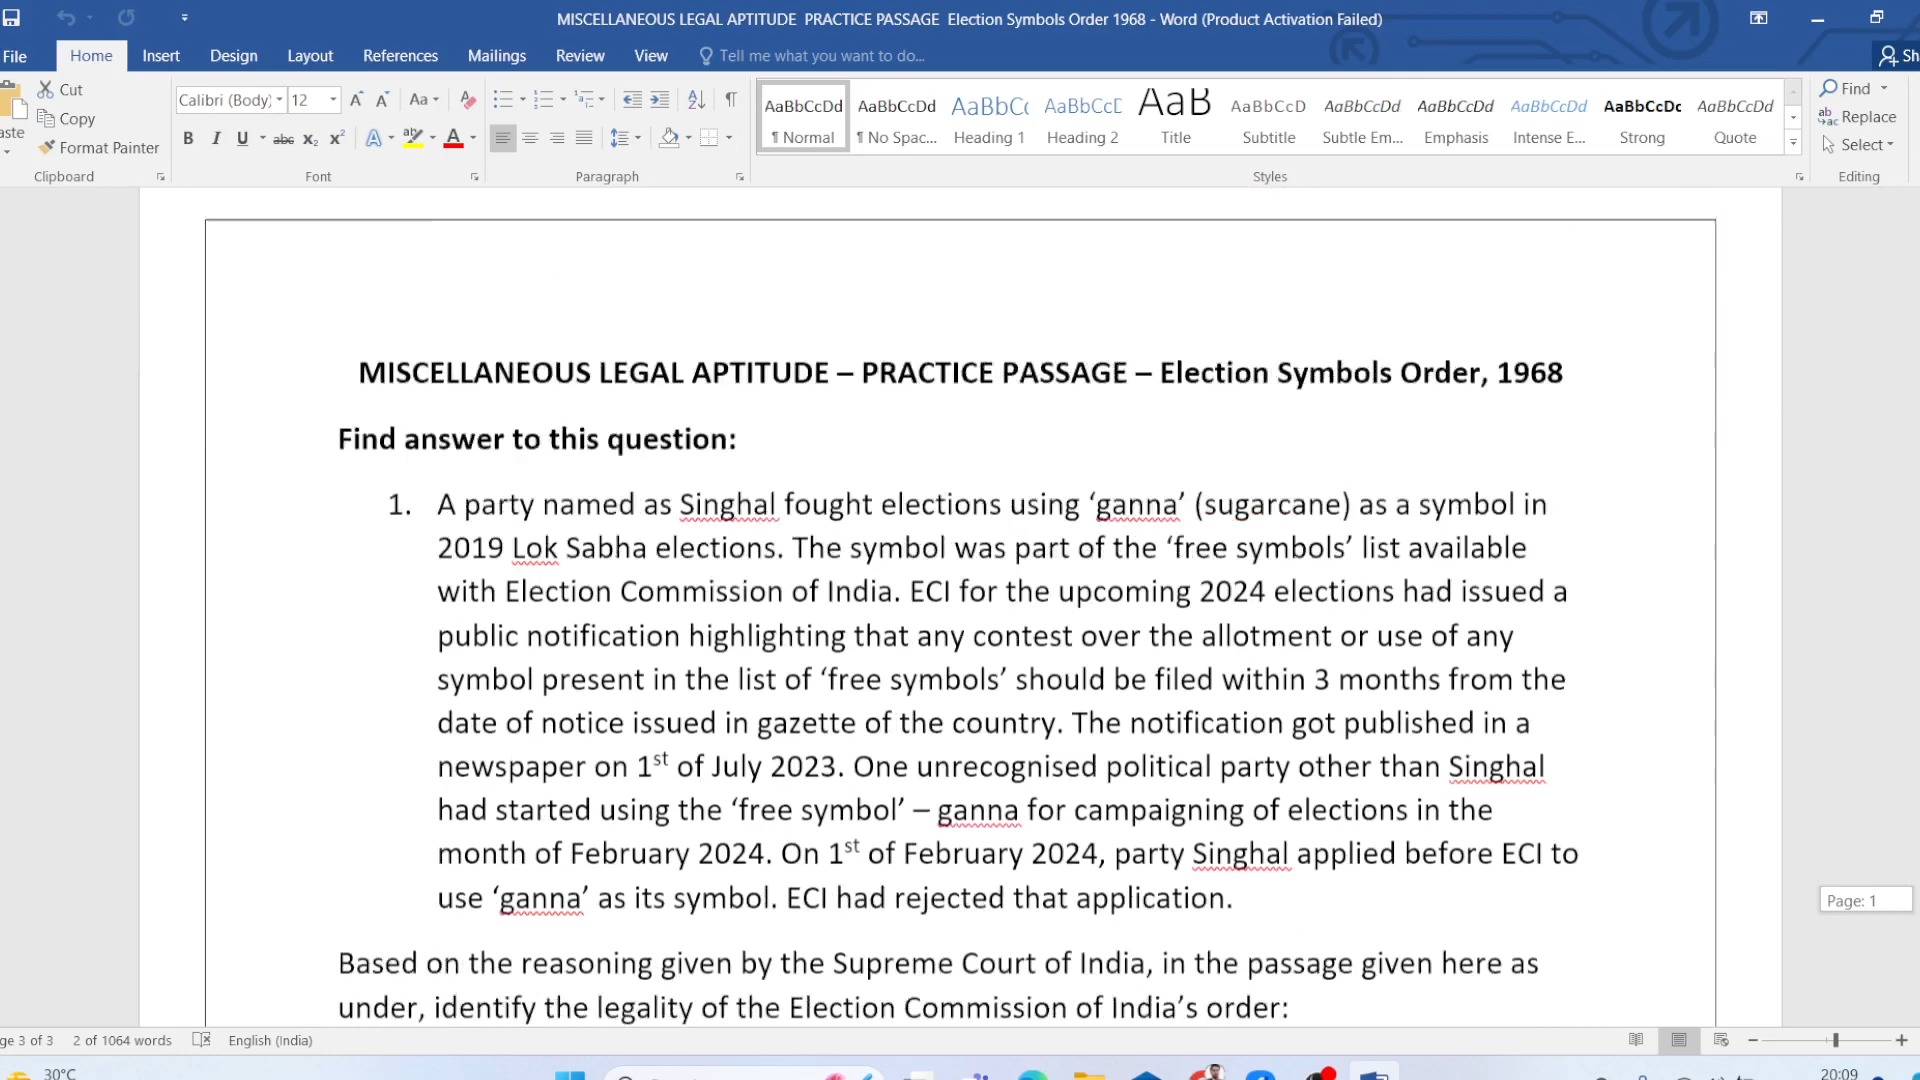 MISCELLANEOUS LEGAL APTITUDE  PRACTICE PASSAGE  Election Symbols Order 1968 - Word (Product Activation Failed)
File Home Insert Design Layout References Mailings Review View Tell me what you want to do...
Cut
Copy
Format Painter
Clipboard
Calibri (Body) 12
Font
Paragraph
AaBbCcDd AaBbCcDd AaBbCc AaBbCcD AaB AaBbCcD AaBbCcDd AaBbCcDd AaBbCcDd AaBbCcDc AaBbCcDd
¶ Normal ¶ No Spac... Heading 1 Heading 2 Title Subtitle Subtle Em... Emphasis Intense E... Strong Quote
Styles
Find
Replace
Select
Editing
MISCELLANEOUS LEGAL APTITUDE – PRACTICE PASSAGE – Election Symbols Order, 1968
Find answer to this question:
1. A party named as Singhal fought elections using ‘ganna’ (sugarcane) as a symbol in
2019 Lok Sabha elections. The symbol was part of the ‘free symbols’ list available
with Election Commission of India. ECI for the upcoming 2024 elections had issued a
public notification highlighting that any contest over the allotment or use of any
symbol present in the list of ‘free symbols’ should be filed within 3 months from the
date of notice issued in gazette of the country. The notification got published in a
newspaper on 1st of July 2023. One unrecognised political party other than Singhal
had started using the ‘free symbol’ – ganna for campaigning of elections in the
month of February 2024. On 1st of February 2024, party Singhal applied before ECI to
use ‘ganna’ as its symbol. ECI had rejected that application.
Based on the reasoning given by the Supreme Court of India, in the passage given here as
under, identify the legality of the Election Commission of India’s order:
Page: 1
ge 3 of 3 2 of 1064 words English (India)
30°C
20:09